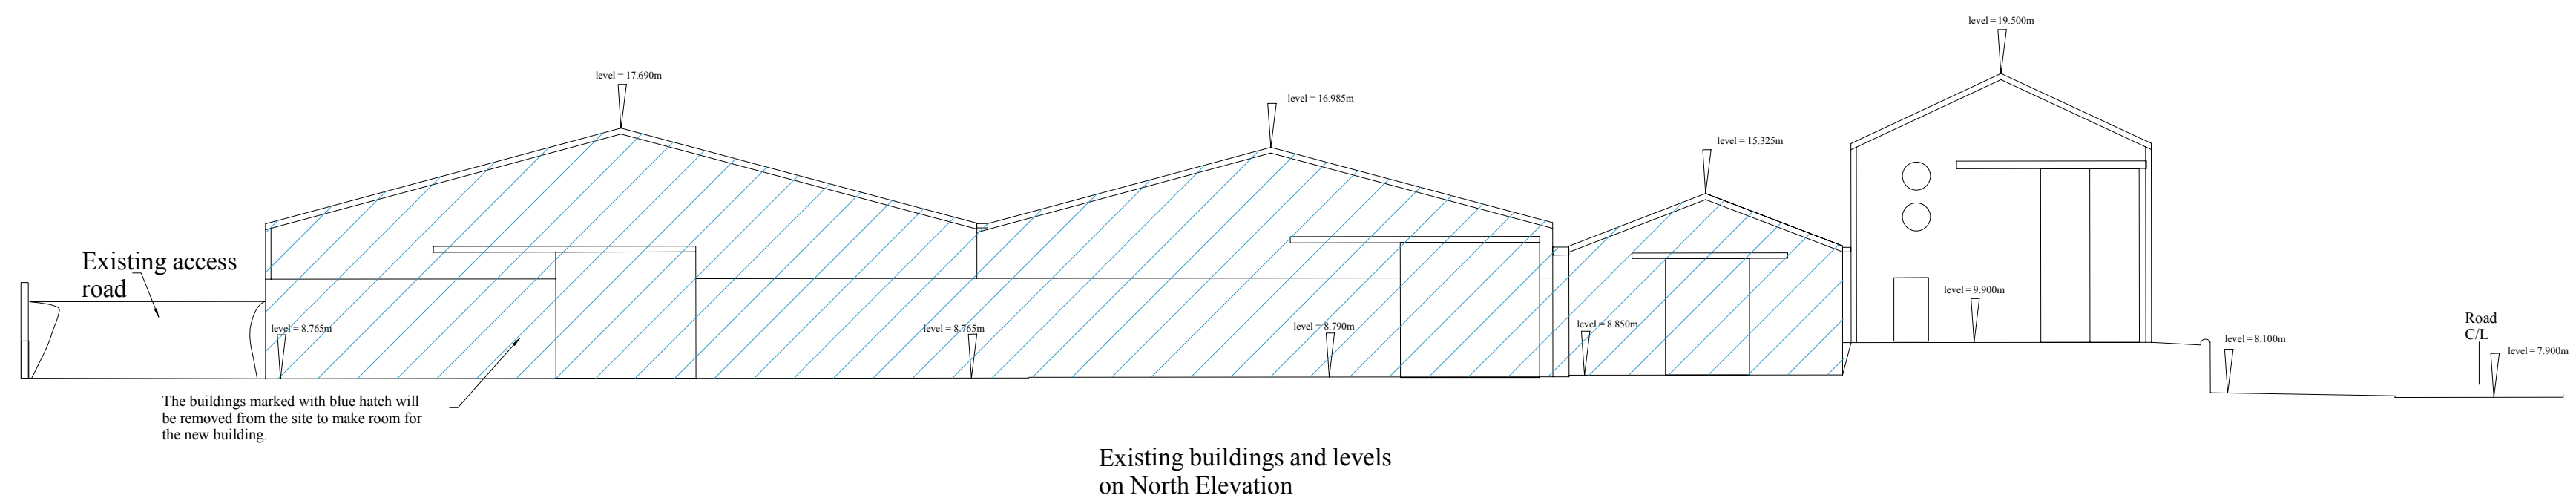 level = 19.500m
level = 17.690m
level = 16.985m
level = 15.325m
Existing access
road
level = 9.900m
Road
C/L
level = 8.765m
level = 8.765m
level = 8.790m
level = 8.850m
level = 8.100m
level = 7.900m
The buildings marked with blue hatch will
be removed from the site to make room for
the new building.
Existing buildings and levels
on North Elevation